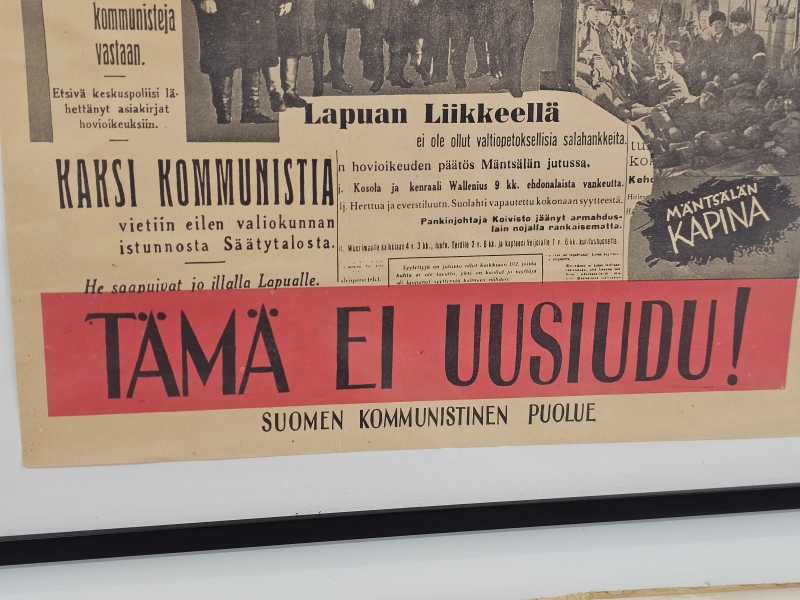 kommunisteja
vastaan.
Etsivä keskuspoliisi lä-
hettänyt asiakirjat
hovioikeuksiin.
KAKSI KOMMUNISTIA
vietiin eilen valiokunnan
istunnosta Säätytalosta.
He saapuivat jo illalla Lapualle.
Lapuan Liikkeellä
ei ole ollut valtiopetoksellisia salahankkeita.
n hovioikeuden päätös Mäntsälän jutussa.
j. Kosola ja kenraali Wallenius 9 kk. ehdonalaista vankeutta.
lj. Herttua ja everstiluutn. Suolahti vapautettu kokonaan syytteestä.
Pankinjohtaja Koivisto jäänyt armahdus-
lain nojalla rankaisematta.
MÄNTSÄLÄN
KAPINA
TÄMÄ EI UUSIUDU!
SUOMEN KOMMUNISTINEN PUOLUE